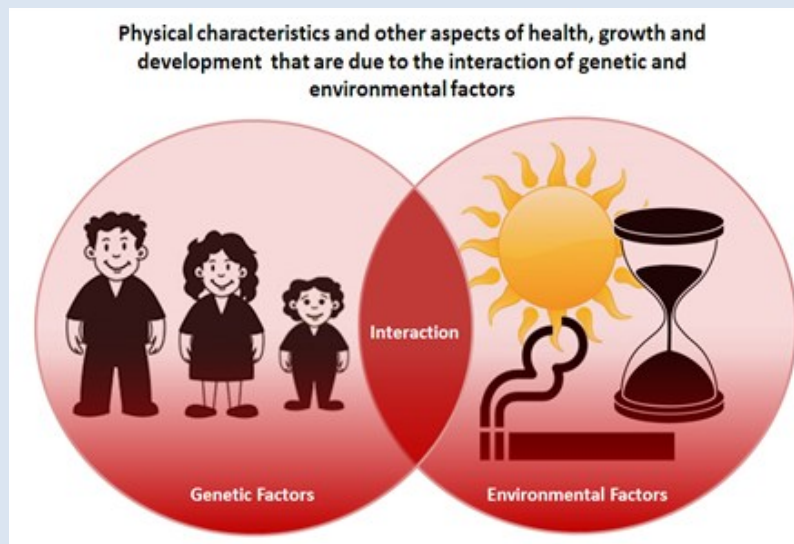 Physical characteristics and other aspects of health, growth and
development that are due to the interaction of genetic and
environmental factors
Interaction
Genetic Factors
Environmental Factors